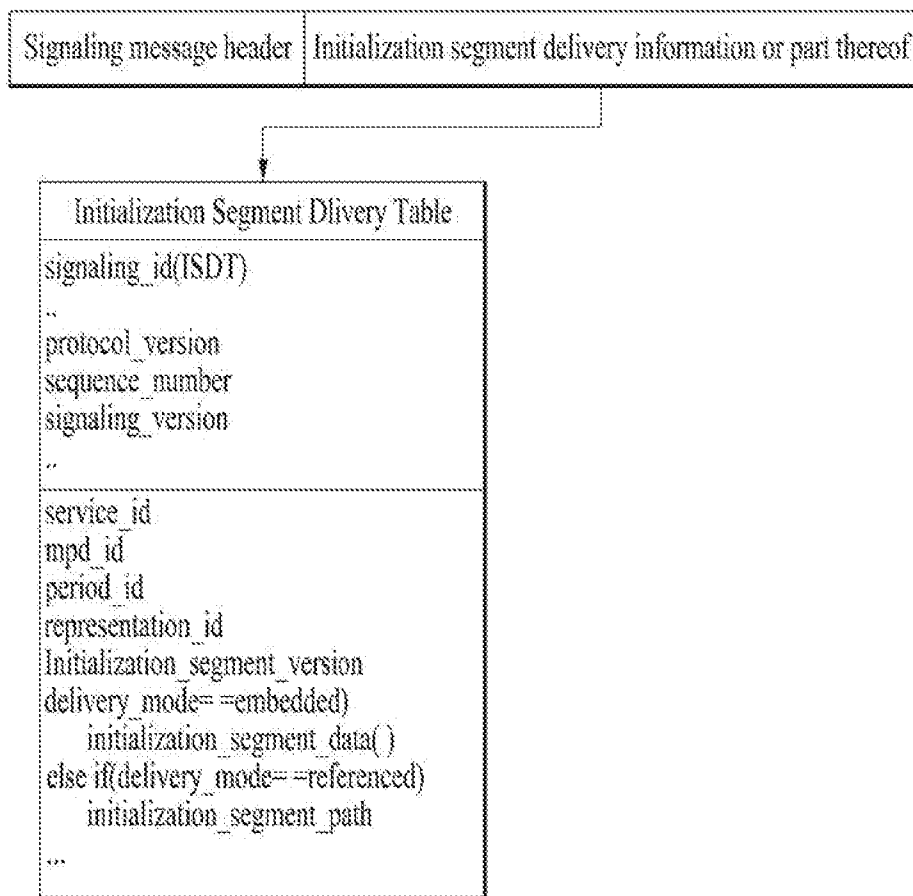 Signaling message header
Initialization segment delivery information or part thereof
Initialization Segment Dlivery Table
signaling_id(ISDT)
..
protocol_version
sequence_number
signaling_version
..
service_id
mpd_id
period_id
representation_id
Initialization_segment_version
delivery_mode= =embedded)
initialization_segment_data( )
else if(delivery_mode= =referenced)
initialization_segment_path
...